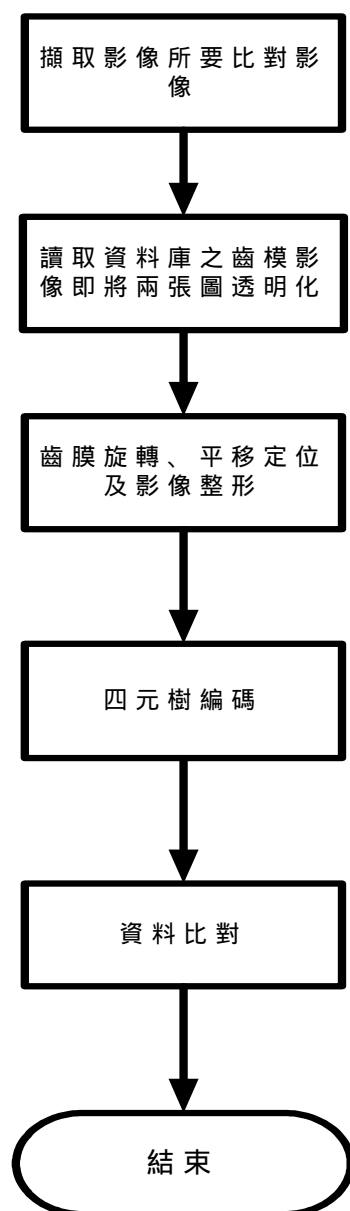 擷取影像所要比對影
像
讀取資料庫之齒模影
像即將兩張圖透明化
齒膜旋轉、平移定位
及影像整形
四元樹編碼
資料比對
結束